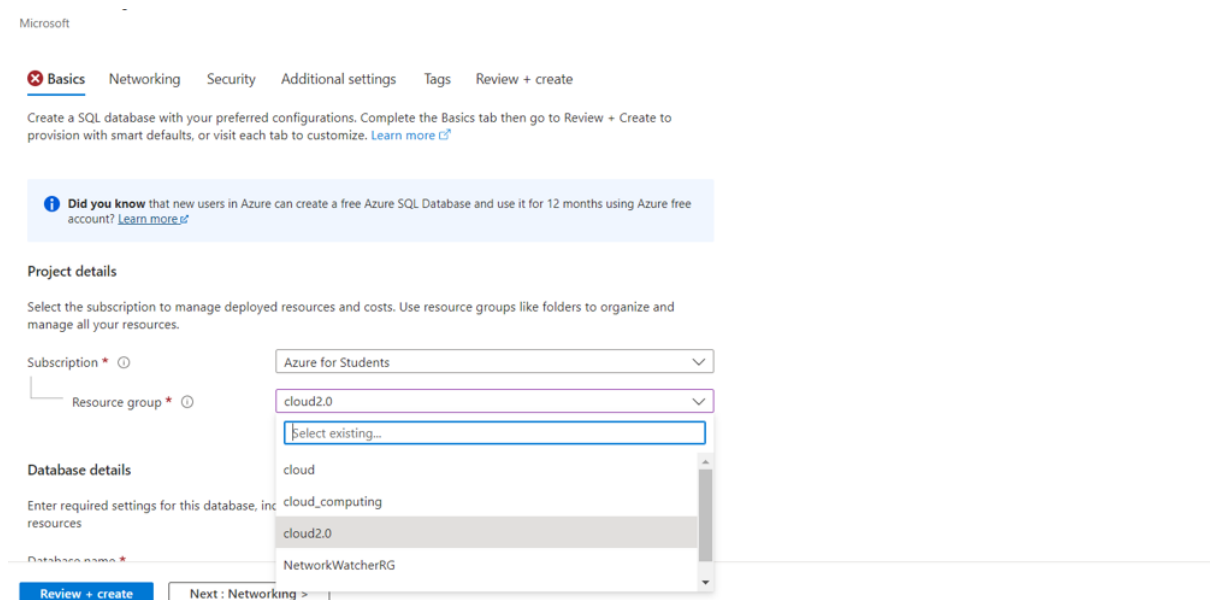 Microsoft
Basics Networking Security Additional settings Tags Review + create
Create a SQL database with your preferred configurations. Complete the Basics tab then go to Review + Create to
provision with smart defaults, or visit each tab to customize. Learn more
Did you know that new users in Azure can create a free Azure SQL Database and use it for 12 months using Azure free
account? Learn more
Project details
Select the subscription to manage deployed resources and costs. Use resource groups like folders to organize and
manage all your resources.
Subscription * Azure for Students
Resource group * cloud2.0
Select existing...
cloud
Database details
cloud_computing
Enter required settings for this database,
resources
cloud2.0
Database name *
NetworkWatcherRG
Review + create Next : Networking >